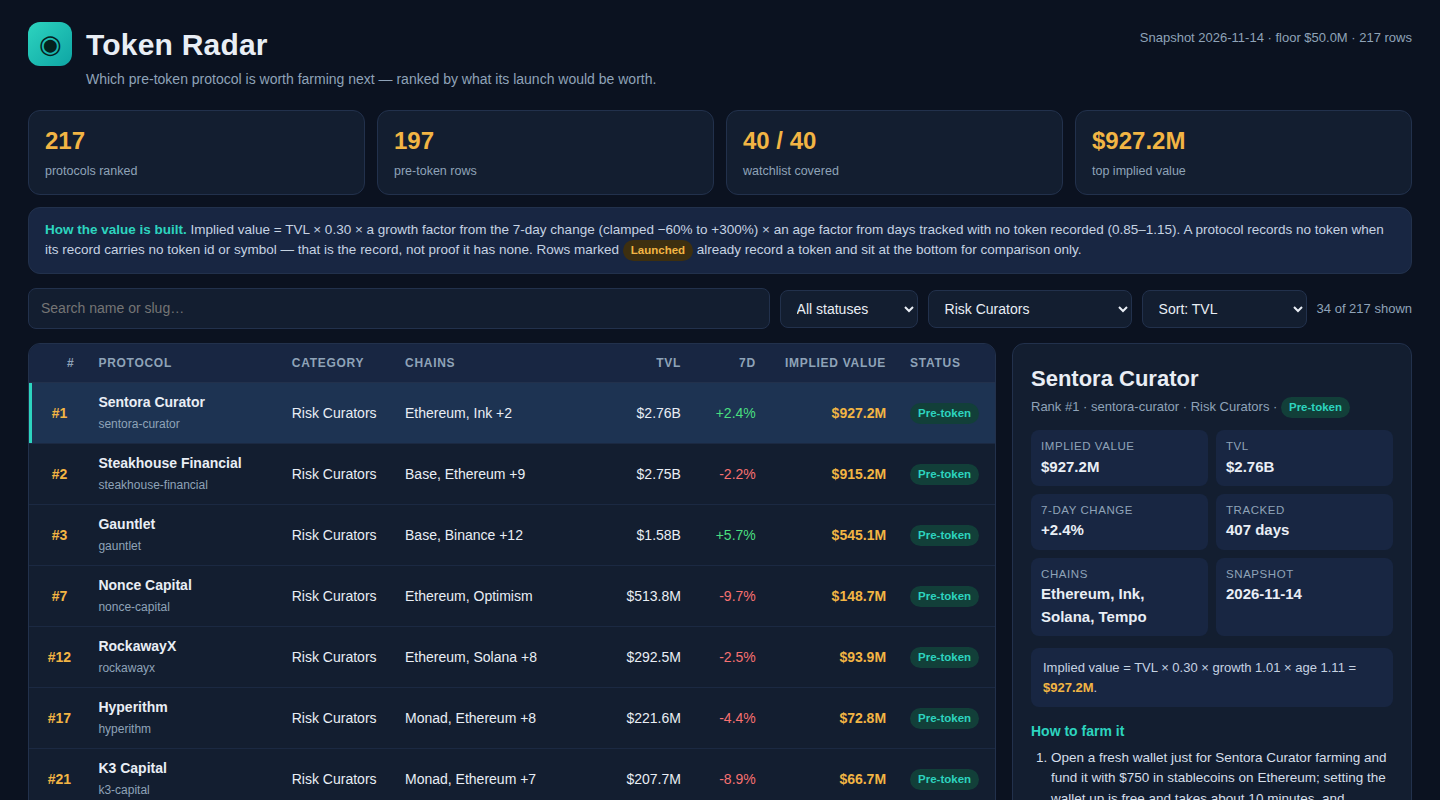 Token Radar
Snapshot 2026-11-14 · floor $50.0M · 217 rows
Which pre-token protocol is worth farming next — ranked by what its launch would be worth.
217
protocols ranked
197
pre-token rows
40 / 40
watchlist covered
$927.2M
top implied value
How the value is built. Implied value = TVL × 0.30 × a growth factor from the 7-day change (clamped −60% to +300%) × an age factor from days tracked with no token recorded (0.85–1.15). A protocol records no token when
its record carries no token id or symbol — that is the record, not proof it has none. Rows marked Launched already record a token and sit at the bottom for comparison only.
Search name or slug…
All statuses
Risk Curators
Sort: TVL
34 of 217 shown
# PROTOCOL CATEGORY CHAINS TVL 7D IMPLIED VALUE STATUS
#1 Sentora Curator Risk Curators Ethereum, Ink +2 $2.76B +2.4% $927.2M Pre-token
sentora-curator
#2 Steakhouse Financial Risk Curators Base, Ethereum +9 $2.75B -2.2% $915.2M Pre-token
steakhouse-financial
#3 Gauntlet Risk Curators Base, Binance +12 $1.58B +5.7% $545.1M Pre-token
gauntlet
#7 Nonce Capital Risk Curators Ethereum, Optimism $513.8M -9.7% $148.7M Pre-token
nonce-capital
#12 RockawayX Risk Curators Ethereum, Solana +8 $292.5M -2.5% $93.9M Pre-token
rockawayx
#17 Hyperithm Risk Curators Monad, Ethereum +8 $221.6M -4.4% $72.8M Pre-token
hyperithm
#21 K3 Capital Risk Curators Monad, Ethereum +7 $207.7M -8.9% $66.7M Pre-token
k3-capital
Sentora Curator
Rank #1 · sentora-curator · Risk Curators · Pre-token
IMPLIED VALUE
$927.2M
TVL
$2.76B
7-DAY CHANGE
+2.4%
TRACKED
407 days
CHAINS
Ethereum, Ink,
Solana, Tempo
SNAPSHOT
2026-11-14
Implied value = TVL × 0.30 × growth 1.01 × age 1.11 =
$927.2M.
How to farm it
1. Open a fresh wallet just for Sentora Curator farming and
fund it with $750 in stablecoins on Ethereum; setting the
wallet up is free and takes about 10 minutes, and